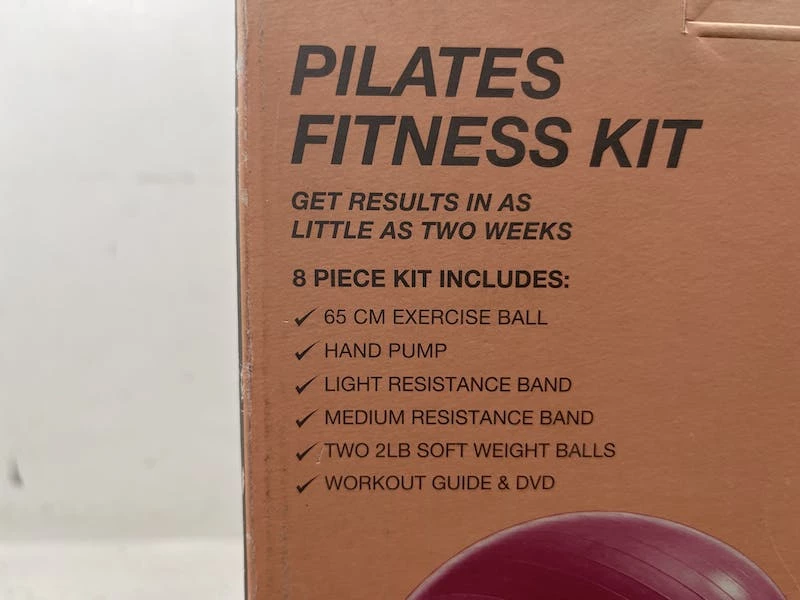 PILATES
FITNESS KIT
GET RESULTS IN AS
LITTLE AS TWO WEEKS
8 PIECE KIT INCLUDES:
✓ 65 CM EXERCISE BALL
✓ HAND PUMP
✓ LIGHT RESISTANCE BAND
✓ MEDIUM RESISTANCE BAND
✓ TWO 2LB SOFT WEIGHT BALLS
✓ WORKOUT GUIDE & DVD